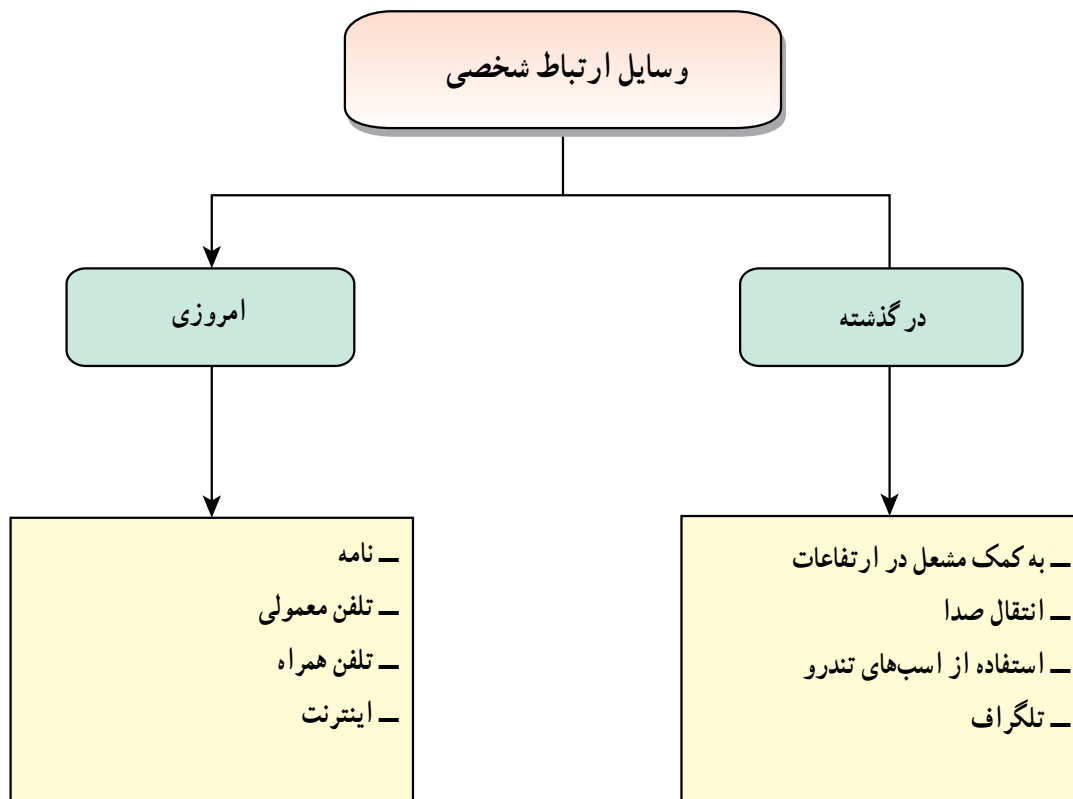 وسایل ارتباط شخصی
در گذشته
امروزی
ـ به کمک مشعل در ارتفاعات
ـ انتقال صدا
ـ استفاده از اسب‌های تندرو
ـ تلگراف
ـ نامه
ـ تلفن معمولی
ـ تلفن همراه
ـ اینترنت